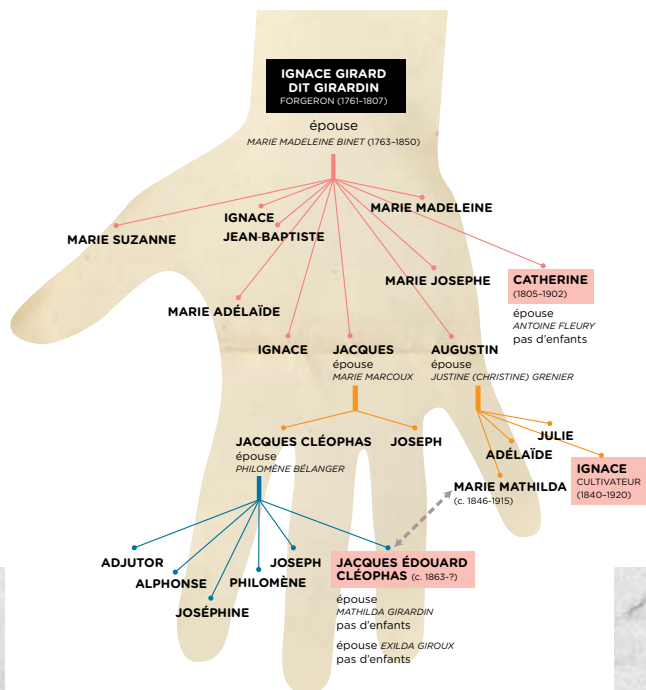 IGNACE GIRARD
DIT GIRARDIN
FORGERON (1761–1807)
épouse
MARIE MADELEINE BINET (1763–1850)
MARIE SUZANNE
IGNACE
JEAN-BAPTISTE
MARIE MADELEINE
MARIE ADÉLAÏDE
MARIE JOSEPHE
CATHERINE
(1805–1902)
épouse
ANTOINE FLEURY
pas d'enfants
IGNACE
JACQUES
épouse
MARIE MARCOUX
AUGUSTIN
épouse
JUSTINE (CHRISTINE) GRENIER
JACQUES CLÉOPHAS
épouse
PHILOMÈNE BÉLANGER
JOSEPH
JULIE
ADÉLAÏDE
IGNACE
CULTIVATEUR
(1840–1920)
MARIE MATHILDA
(c. 1846-1915)
ADJUTOR
ALPHONSE
JOSÉPHINE
PHILOMÈNE
JOSEPH
JACQUES ÉDOUARD
CLÉOPHAS (c. 1863-?)
épouse
MATHILDA GIRARDIN
pas d'enfants
épouse EXILDA GIROUX
pas d'enfants